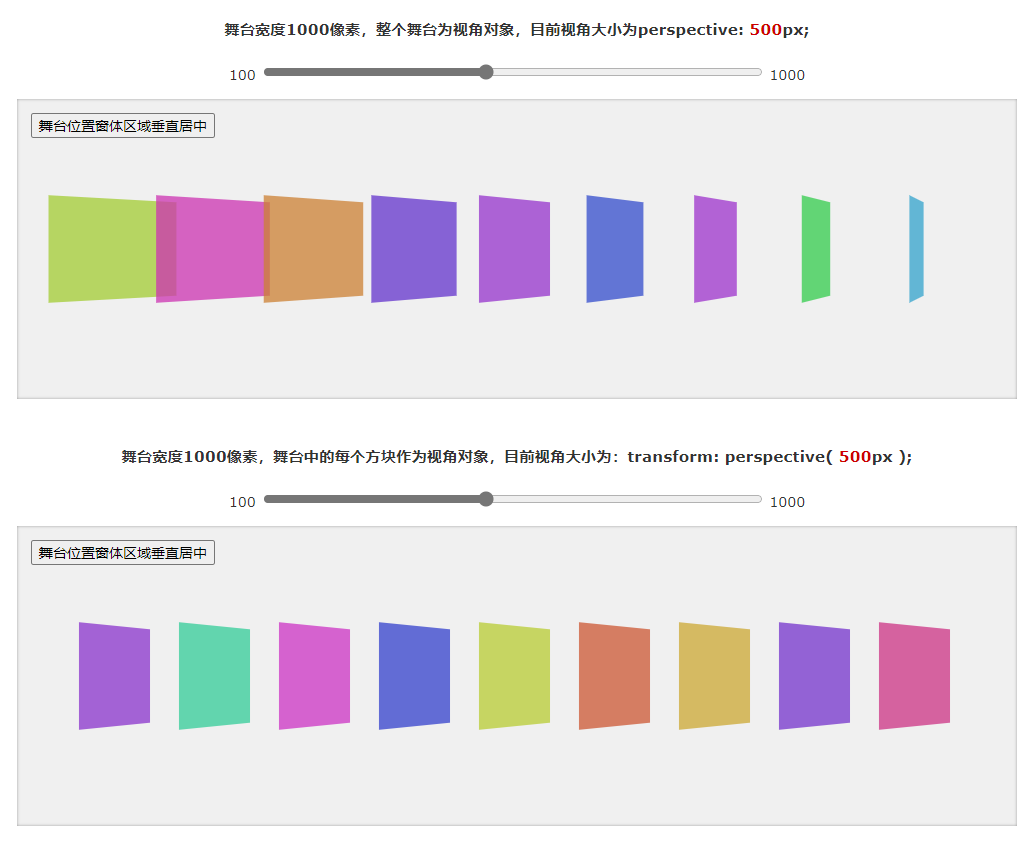 舞台宽度1000像素，整个舞台为视角对象，目前视角大小为perspective: 500px;
100 1000
舞台位置窗体区域垂直居中
舞台宽度1000像素，舞台中的每个方块作为视角对象，目前视角大小为：transform: perspective( 500px );
100 1000
舞台位置窗体区域垂直居中